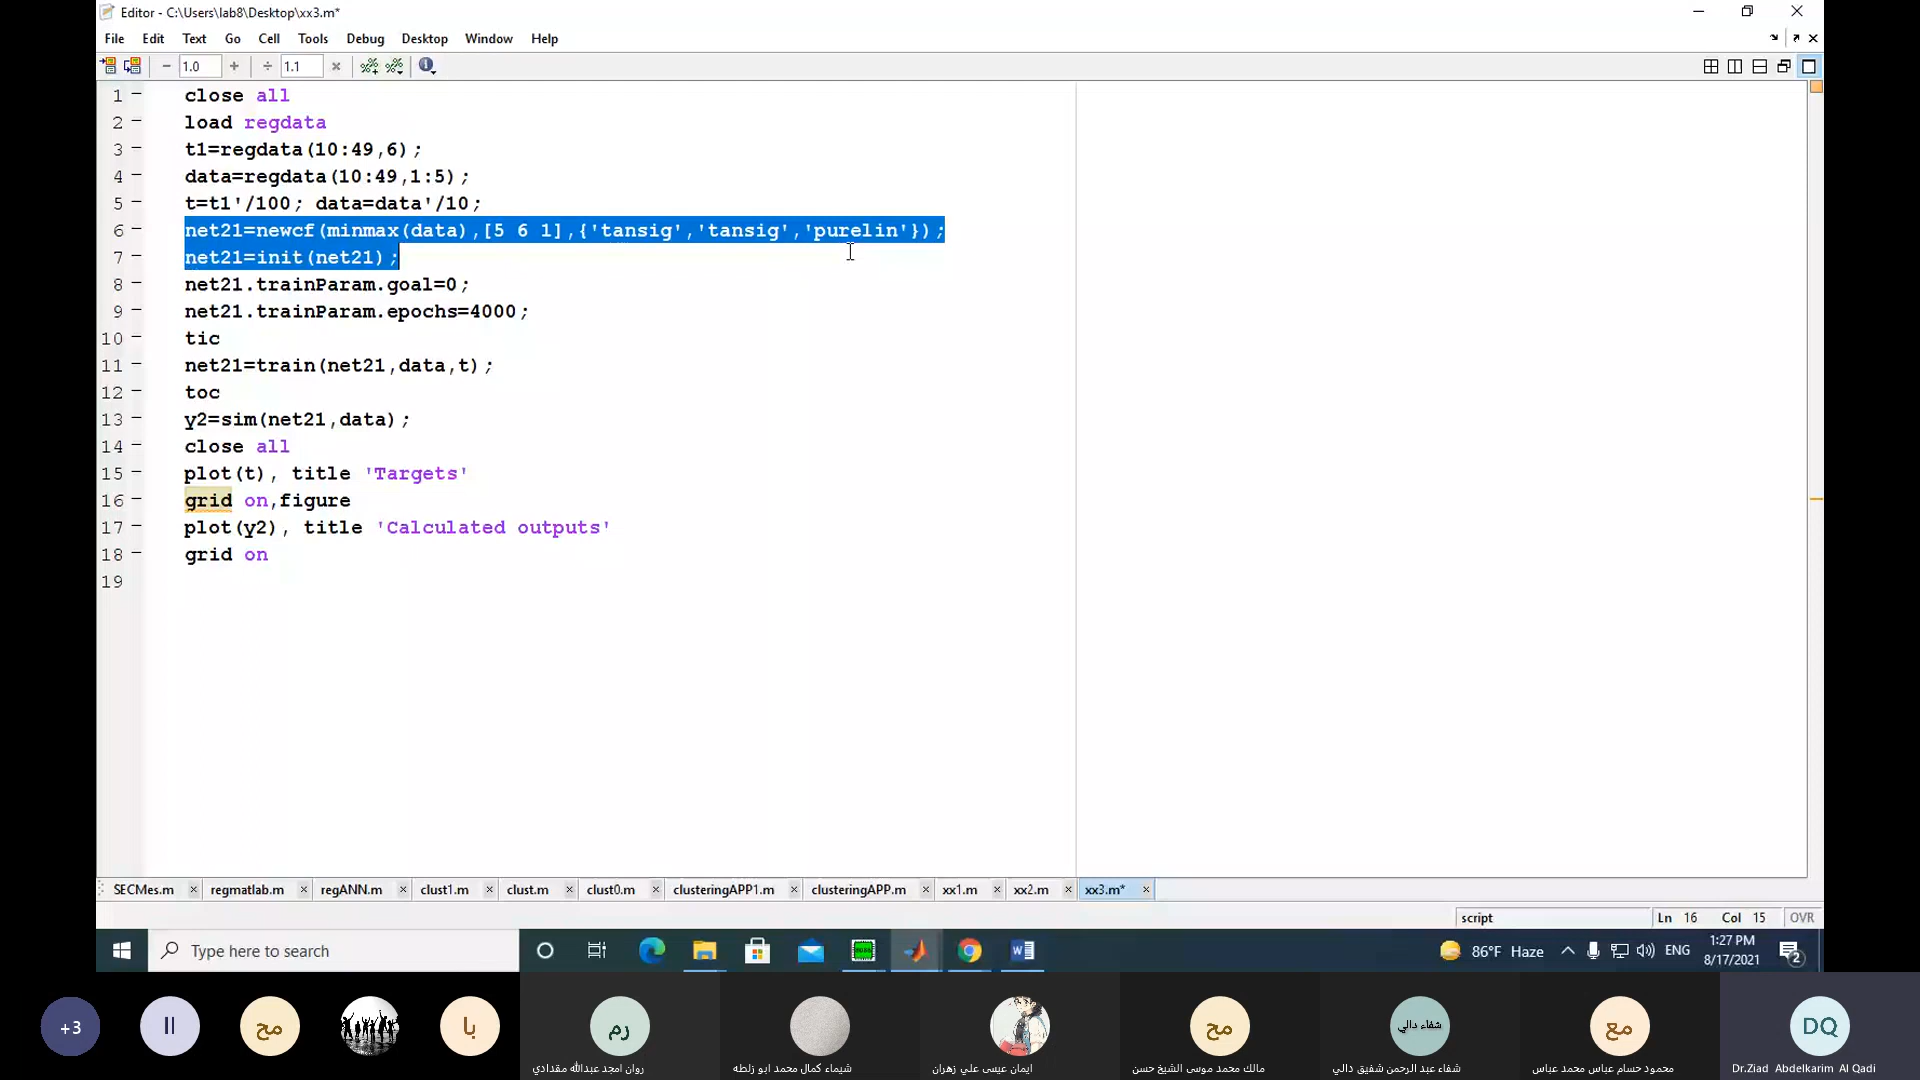 Editor - C:\Users\lab8\Desktop\xx3.m*
File Edit Text Go Cell Tools Debug Desktop Window Help
1.0 1.1
1 close all
2 load regdata
3 t1=regdata(10:49,6);
4 data=regdata(10:49,1:5);
5 t=t1'/100; data=data'/10;
6 net21=newcf(minmax(data),[5 6 1],{'tansig','tansig','purelin'});
7 net21=init(net21);
8 net21.trainParam.goal=0;
9 net21.trainParam.epochs=4000;
10 tic
11 net21=train(net21,data,t);
12 toc
13 y2=sim(net21,data);
14 close all
15 plot(t), title 'Targets'
16 grid on,figure
17 plot(y2), title 'Calculated outputs'
18 grid on
19
SECMes.m regmatlab.m regANN.m clust1.m clust.m clust0.m clusteringAPP1.m clusteringAPP.m xx1.m xx2.m xx3.m*
script Ln 16 Col 15 OVR
Type here to search
86°F Haze ENG 1:27 PM
8/17/2021 2
+3 اا مح با رم مح شفاء دالي مع DQ
روان امجد عبدالله مقدادي شيماء كمال محمد ابو زلطه ايمان عيسى علي زهران مالك محمد موسى الشيخ حسن شفاء عبد الرحمن شفيق دالي محمود حسام عباس محمد عباس Dr.Ziad Abdelkarim Al Qadi